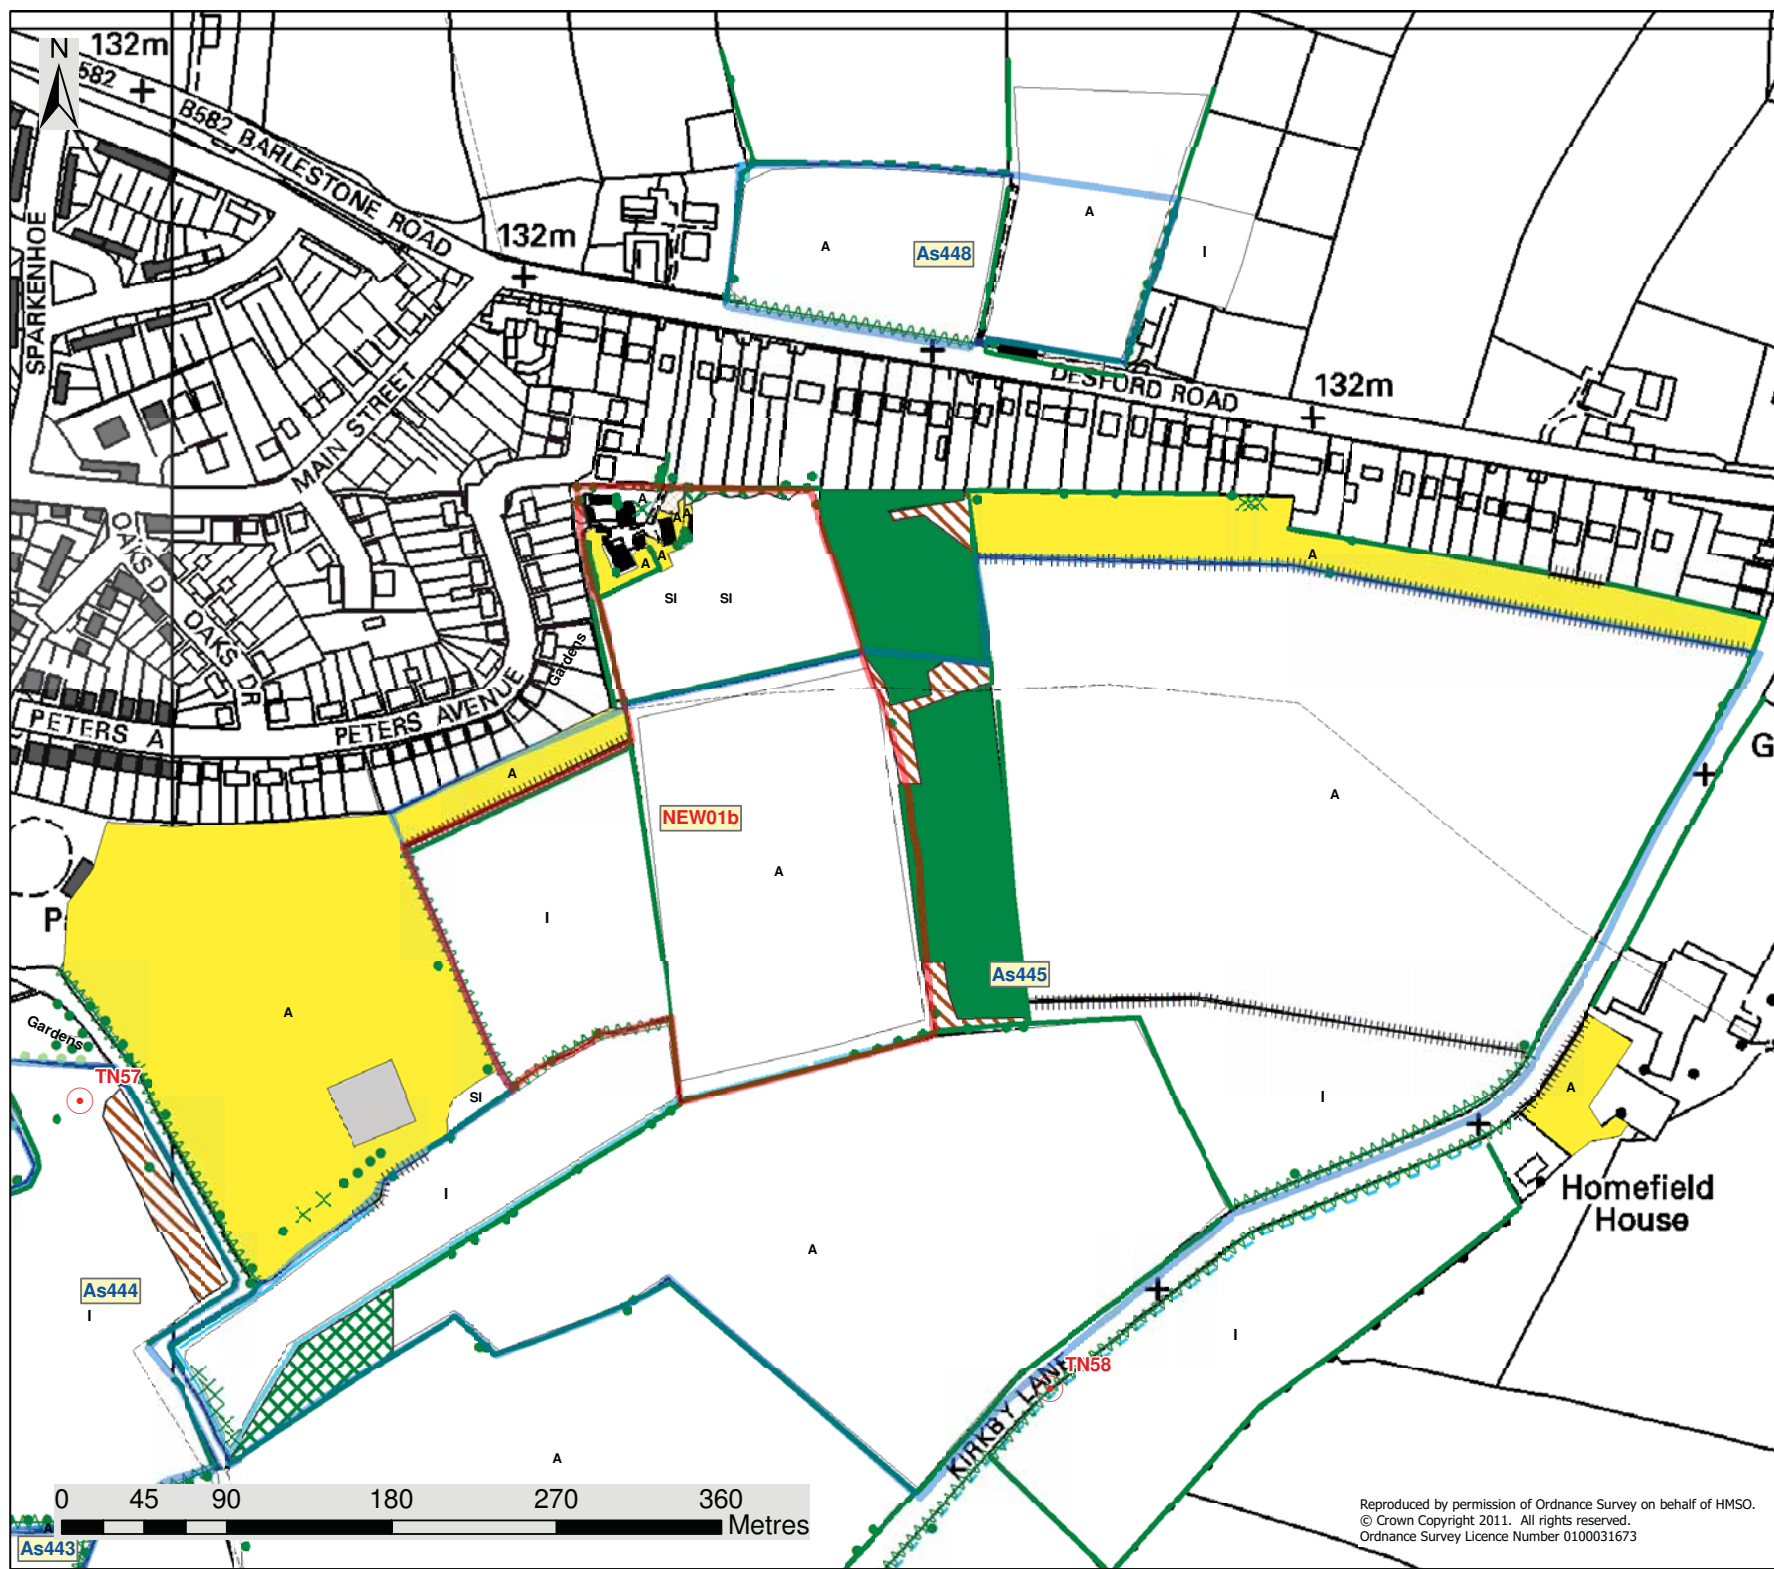 132m
N
582
B582 BARLESTONE ROAD
SPARKENHOE
132m
A
As448
A
I
DESFORD ROAD
132m
MAIN STREET
OAKS D
OAKS DR
A
A
A
A
A
SI
SI
A
Gardens
PETERS A
PETERS AVENUE
G
A
NEW01b
A
A
P
I
As445
A
Gardens
TN57
SI
I
A
I
Homefield
House
A
As444
I
I
TN58
KIRKBY LANE
A
0 45 90 180 270 360
Metres
A
As443
Reproduced by permission of Ordnance Survey on behalf of HMSO.
© Crown Copyright 2011. All rights reserved.
Ordnance Survey Licence Number 0100031673